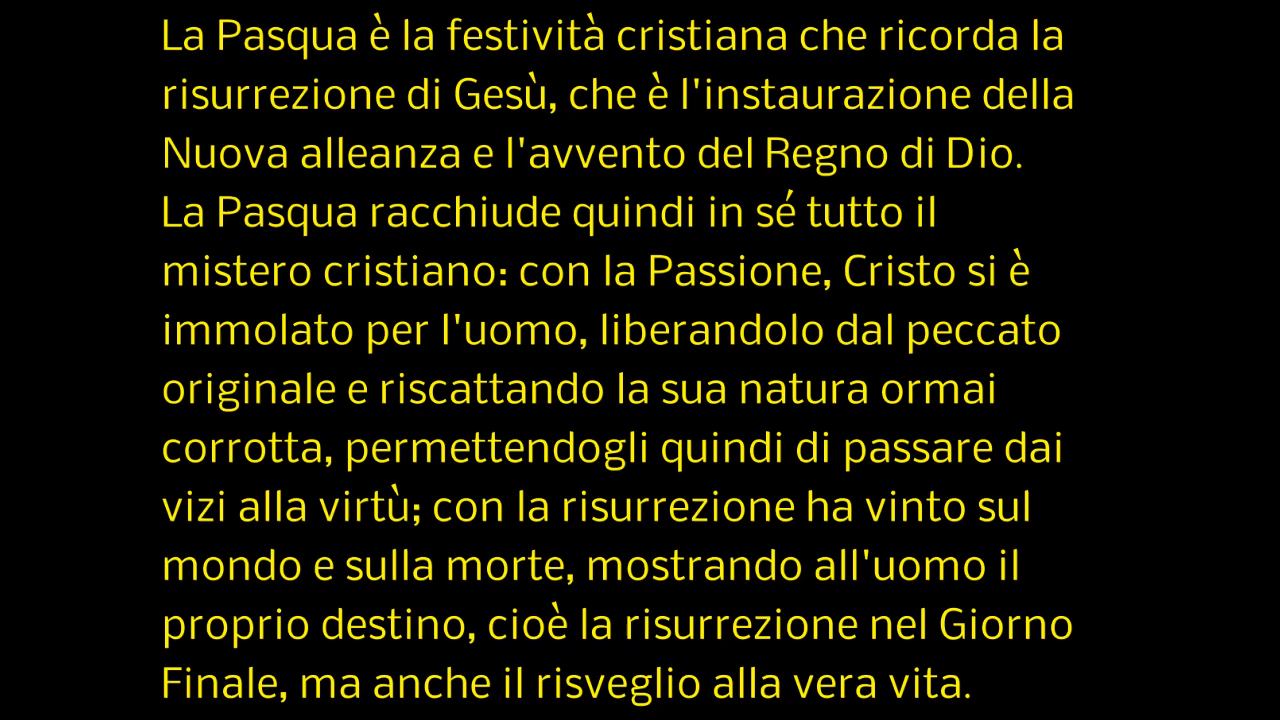 La Pasqua è la festività cristiana che ricorda la
risurrezione di Gesù, che è l'instaurazione della
Nuova alleanza e l'avvento del Regno di Dio.
La Pasqua racchiude quindi in sé tutto il
mistero cristiano: con la Passione, Cristo si è
immolato per l'uomo, liberandolo dal peccato
originale e riscattando la sua natura ormai
corrotta, permettendogli quindi di passare dai
vizi alla virtù; con la risurrezione ha vinto sul
mondo e sulla morte, mostrando all'uomo il
proprio destino, cioè la risurrezione nel Giorno
Finale, ma anche il risveglio alla vera vita.